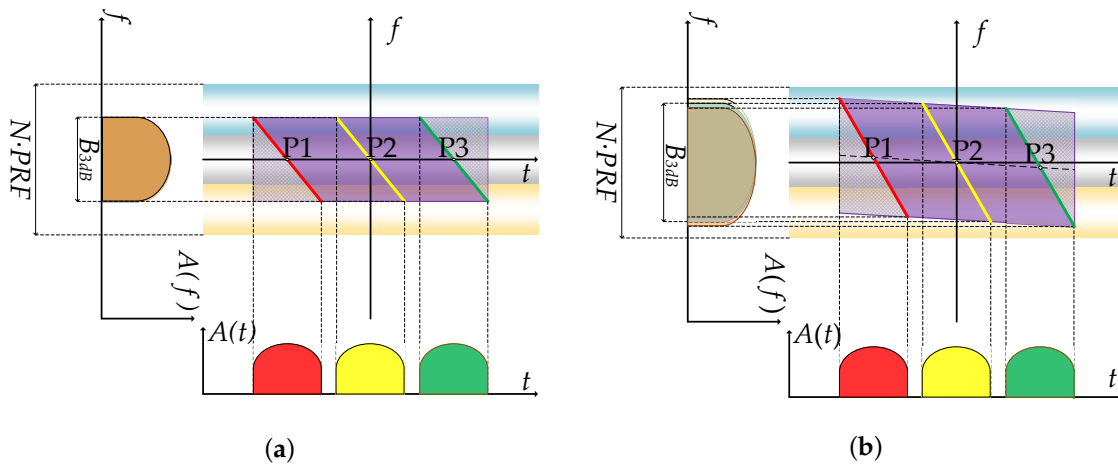 f
f
N·PRF
B3dB
P1
P2
P3
t
A(f)
A(t)
t
(a)
f
f
N·PRF
B3dB
P1
P2
P3
t
A(f)
A(t)
t
(b)